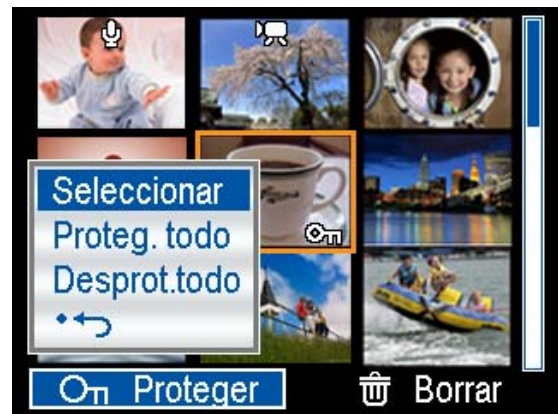 Seleccionar
Proteg. todo
Desprot.todo
Proteger
Borrar